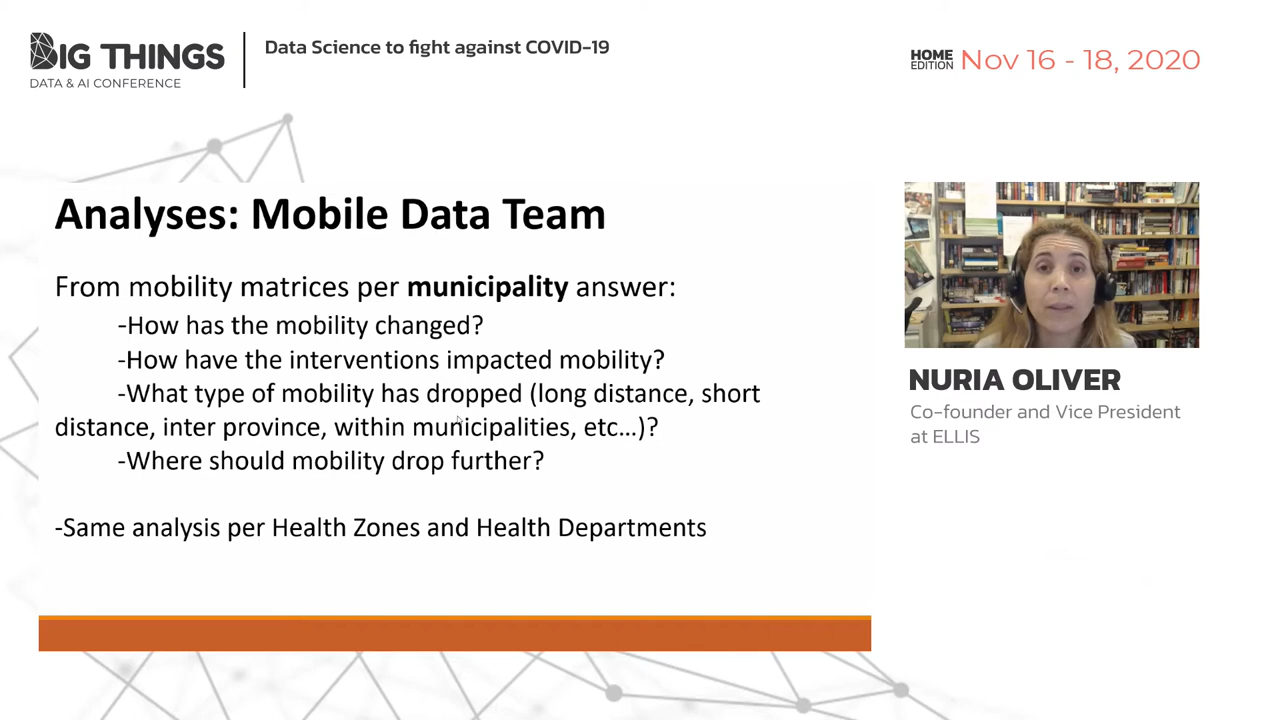 BIG THINGS
DATA & AI CONFERENCE
Data Science to fight against COVID-19
HOME
EDITION
Nov 16 - 18, 2020
Analyses: Mobile Data Team
From mobility matrices per municipality answer:
-How has the mobility changed?
-How have the interventions impacted mobility?
-What type of mobility has dropped (long distance, short
distance, inter province, within municipalities, etc…)?
-Where should mobility drop further?
-Same analysis per Health Zones and Health Departments
NURIA OLIVER
Co-founder and Vice President
at ELLIS